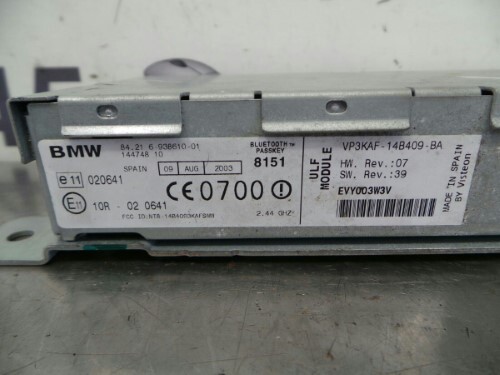 BMW
84.21 6 938610-01
144748 10
BLUETOOTH™
PASSKEY
8151
SPAIN 09 AUG 2003
e11 020641
CE0700!
E11 10R - 02 0641
2.44 GHz
ULF
MODULE
VP3KAF-14B409-BA
HW. Rev.:07
SW. Rev.:39
EVY0D3W3V
MADE IN SPAIN
BY Visteon